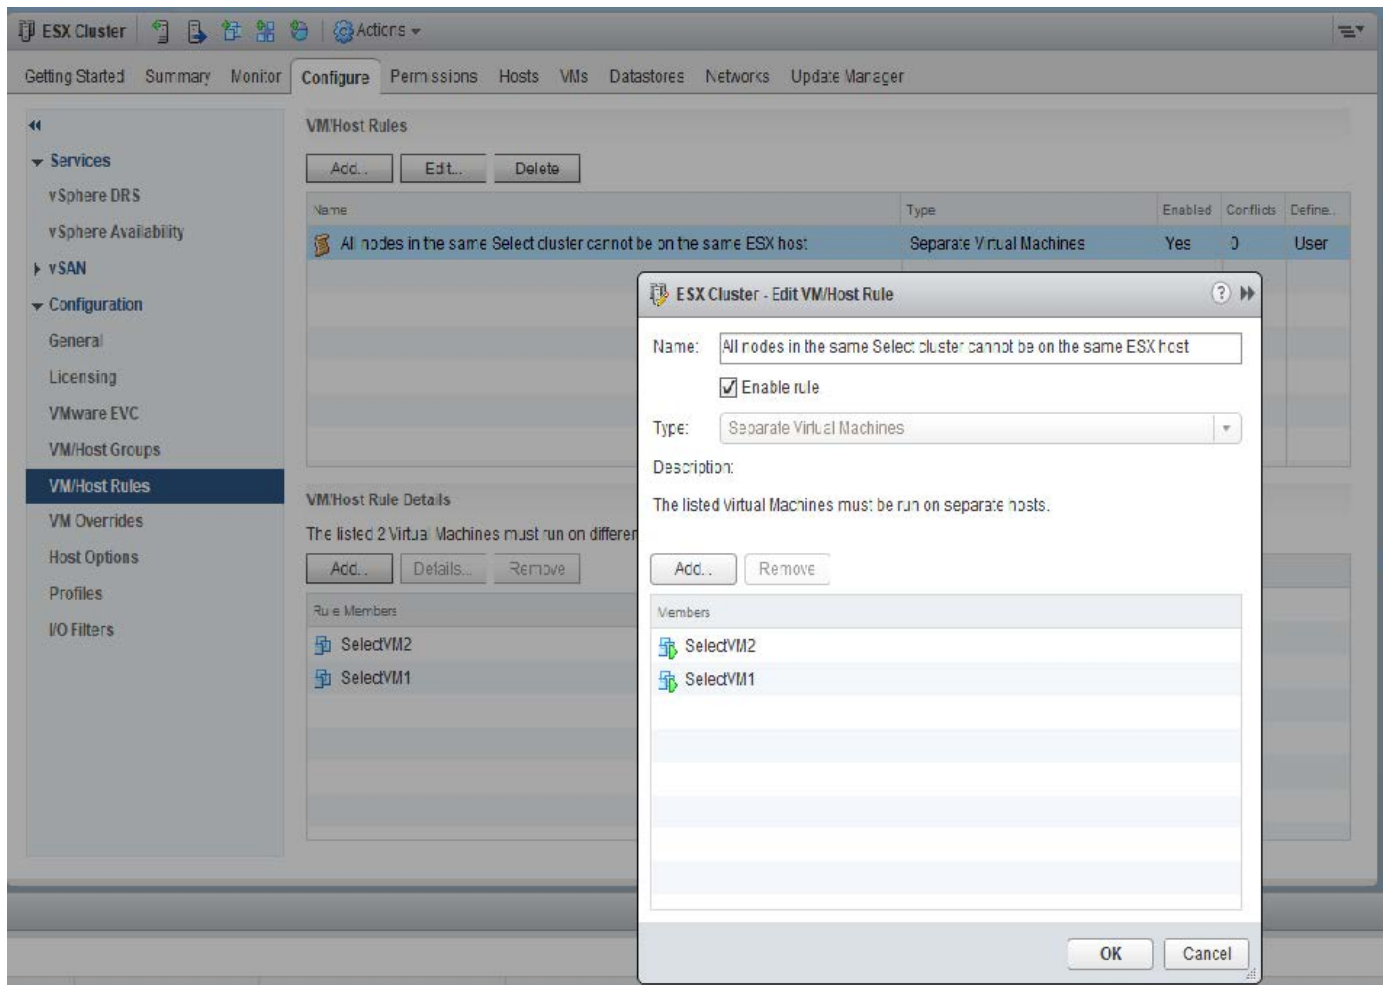 ESX Cluster Actions
Getting Started Summary Monitor Configure Permissions Hosts VMs Datastores Networks Update Manager
VM/Host Rules
Services
Add... Edit... Delete
vSphere DRS
Name Type Enabled Conflicts Define...
vSphere Availability
All nodes in the same Select cluster cannot be on the same ESX host Separate Virtual Machines Yes 0 User
vSAN
Configuration
General
Licensing
VMware EVC
VM/Host Groups
VM/Host Rules
VM Overrides
Host Options
Profiles
I/O Filters
VM/Host Rule Details
The listed 2 Virtual Machines must run on differen
Add... Details... Remove
Rule Members
SelectVM2
SelectVM1
ESX Cluster - Edit VM/Host Rule ?
Name: All nodes in the same Select cluster cannot be on the same ESX host
Enable rule
Type: Separate Virtual Machines
Description:
The listed Virtual Machines must be run on separate hosts.
Add... Remove
Members
SelectVM2
SelectVM1
OK Cancel